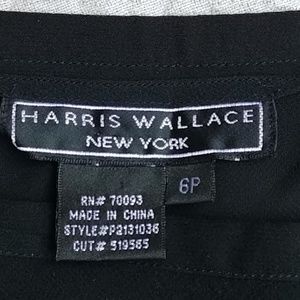 HARRIS WALLACE
NEW YORK
6P
RN# 70093
MADE IN CHINA
STYLE#P2131036
CUT# 519565